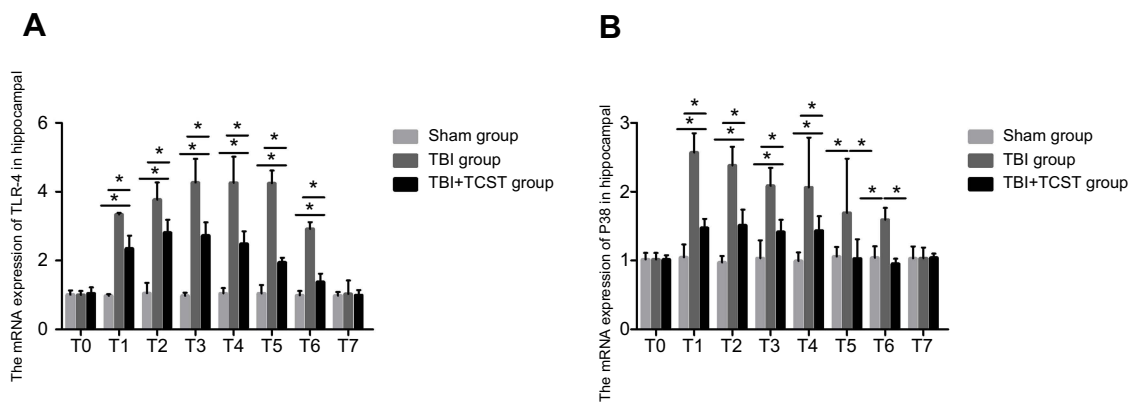 A
The mRNA expression of TLR-4 in hippocampal
6
4
2
0
* * * * * * *
* * * * * * *
T0 T1 T2 T3 T4 T5 T6 T7
Sham group
TBI group
TBI+TCST group
B
The mRNA expression of P38 in hippocampal
3
2
1
0
* * * *
* * * * * *
* *
T0 T1 T2 T3 T4 T5 T6 T7
Sham group
TBI group
TBI+TCST group